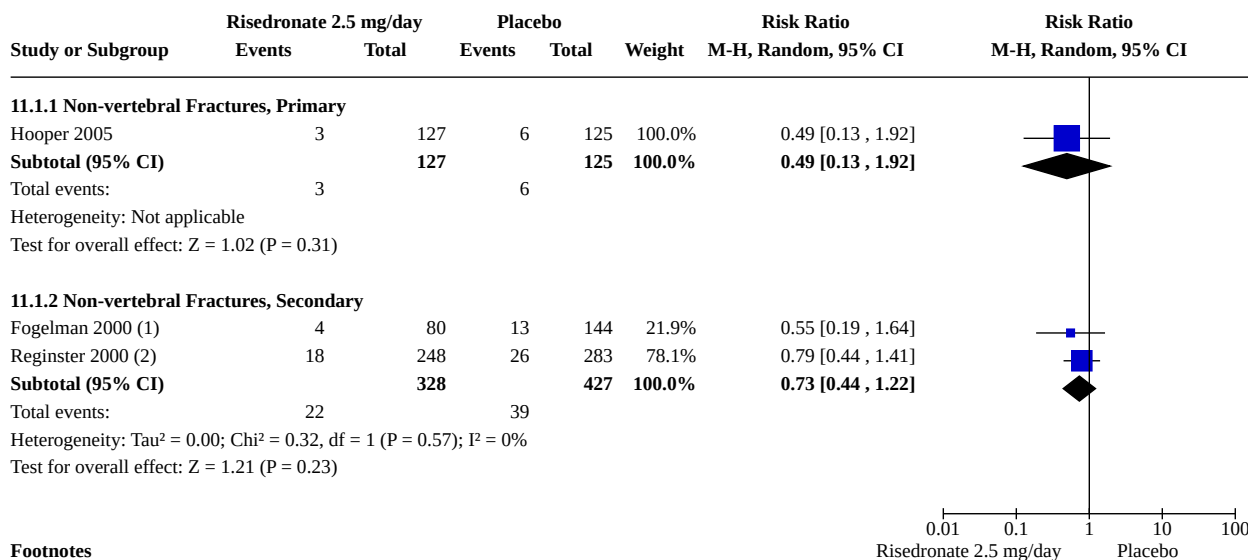 Risedronate 2.5 mg/day Placebo Risk Ratio Risk Ratio
Study or Subgroup Events Total Events Total Weight M-H, Random, 95% CI M-H, Random, 95% CI
11.1.1 Non-vertebral Fractures, Primary
Hooper 2005 3 127 6 125 100.0% 0.49 [0.13 , 1.92]
Subtotal (95% CI) 127 125 100.0% 0.49 [0.13 , 1.92]
Total events: 3 6
Heterogeneity: Not applicable
Test for overall effect: Z = 1.02 (P = 0.31)
11.1.2 Non-vertebral Fractures, Secondary
Fogelman 2000 (1) 4 80 13 144 21.9% 0.55 [0.19 , 1.64]
Reginster 2000 (2) 18 248 26 283 78.1% 0.79 [0.44 , 1.41]
Subtotal (95% CI) 328 427 100.0% 0.73 [0.44 , 1.22]
Total events: 22 39
Heterogeneity: Tau² = 0.00; Chi² = 0.32, df = 1 (P = 0.57); I² = 0%
Test for overall effect: Z = 1.21 (P = 0.23)
0.01 0.1 1 10 100
Footnotes Risedronate 2.5 mg/day Placebo